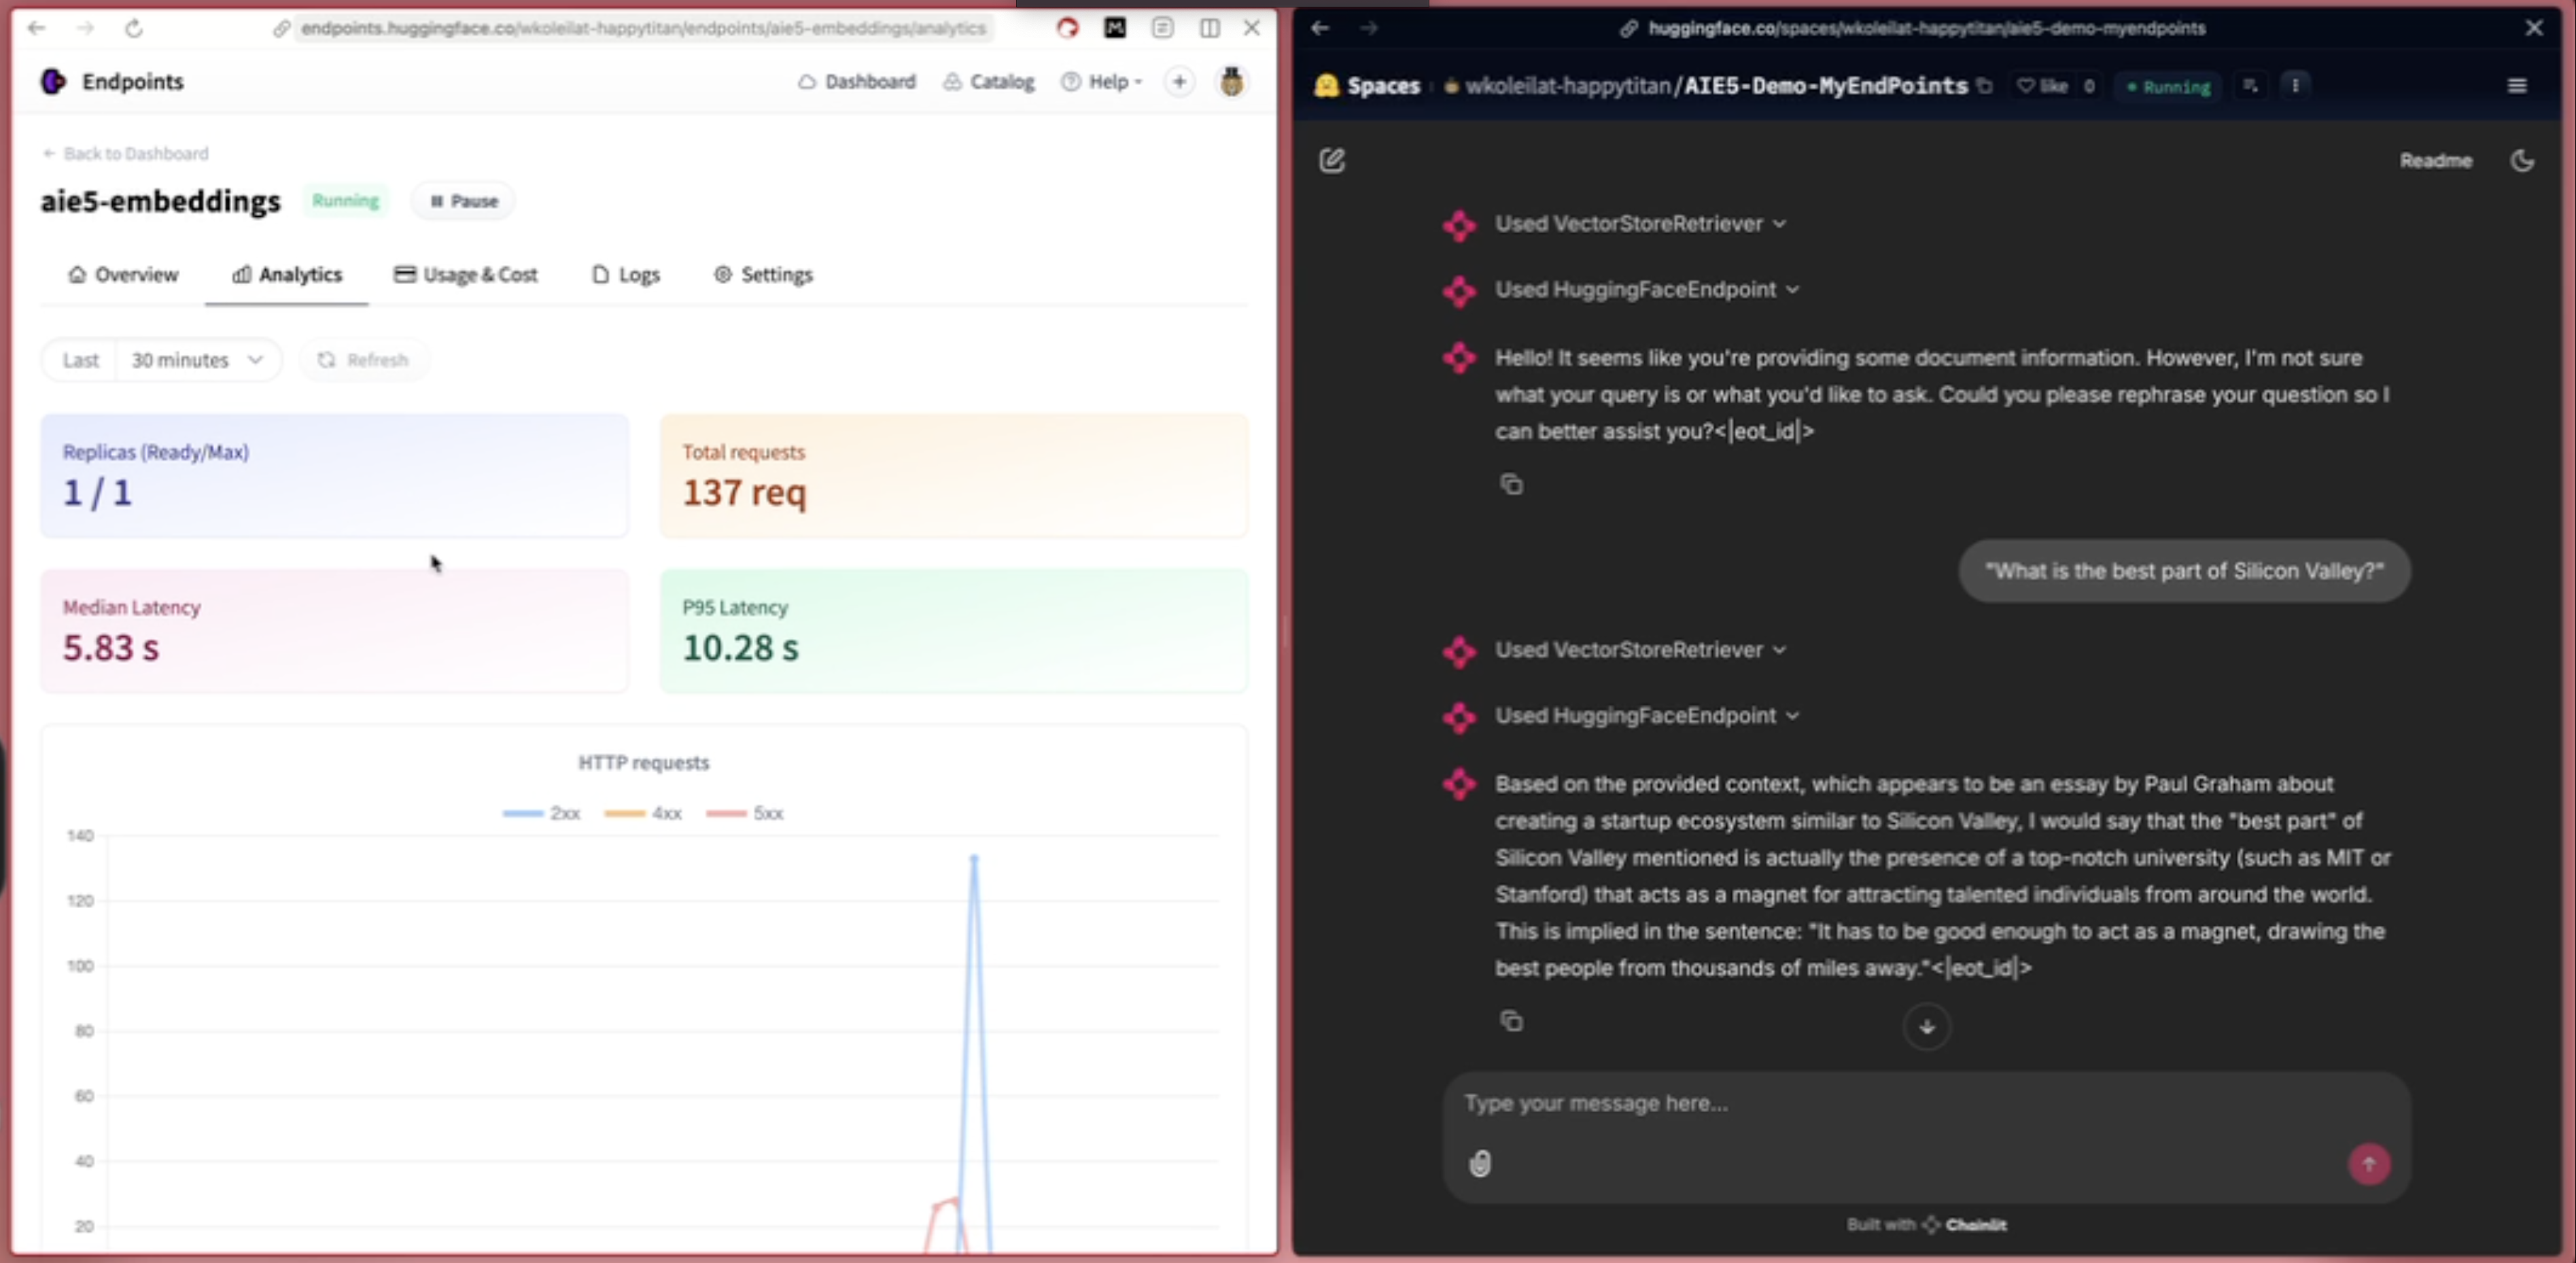 endpoints.huggingface.co/wkoleilat-happytitan/endpoints/aie5-embeddings/analytics
Endpoints
Dashboard
Catalog
Help
Back to Dashboard
aie5-embeddings
Running
Pause
Overview
Analytics
Usage & Cost
Logs
Settings
Last
30 minutes
Refresh
Replicas (Ready/Max)
1 / 1
Total requests
137 req
Median Latency
5.83 s
P95 Latency
10.28 s
HTTP requests
2xx
4xx
5xx
140
120
100
80
60
40
20
huggingface.co/spaces/wkoleilat-happytitan/aie5-demo-myendpoints
Spaces
wkoleilat-happytitan/AIE5-Demo-MyEndPoints
like
0
Running
Readme
Used VectorStoreRetriever
Used HuggingFaceEndpoint
Hello! It seems like you're providing some document information. However, I'm not sure
what your query is or what you'd like to ask. Could you please rephrase your question so I
can better assist you?<|eot_id|>
"What is the best part of Silicon Valley?"
Used VectorStoreRetriever
Used HuggingFaceEndpoint
Based on the provided context, which appears to be an essay by Paul Graham about
creating a startup ecosystem similar to Silicon Valley, I would say that the "best part" of
Silicon Valley mentioned is actually the presence of a top-notch university (such as MIT or
Stanford) that acts as a magnet for attracting talented individuals from around the world.
This is implied in the sentence: "It has to be good enough to act as a magnet, drawing the
best people from thousands of miles away."<|eot_id|>
Type your message here...
Built with Chainlit